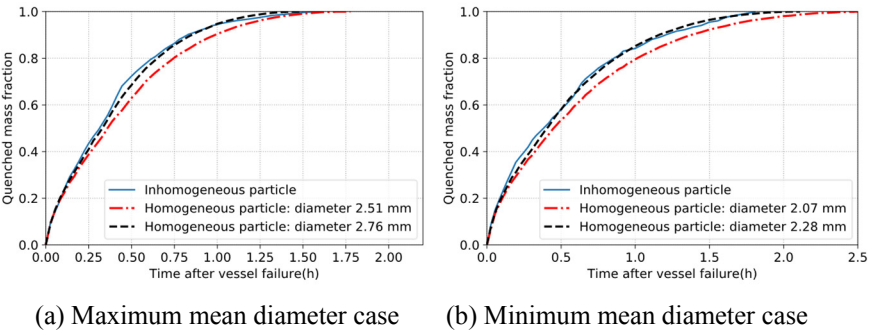 Quenched mass fraction
1.0
0.8
0.6
0.4
0.2
0.0
Inhomogeneous particle
Homogeneous particle: diameter 2.51 mm
Homogeneous particle: diameter 2.76 mm
0.00 0.25 0.50 0.75 1.00 1.25 1.50 1.75 2.00
Time after vessel failure(h)
(a) Maximum mean diameter case
Quenched mass fraction
1.0
0.8
0.6
0.4
0.2
0.0
Inhomogeneous particle
Homogeneous particle: diameter 2.07 mm
Homogeneous particle: diameter 2.28 mm
0.0 0.5 1.0 1.5 2.0 2.5
Time after vessel failure(h)
(b) Minimum mean diameter case